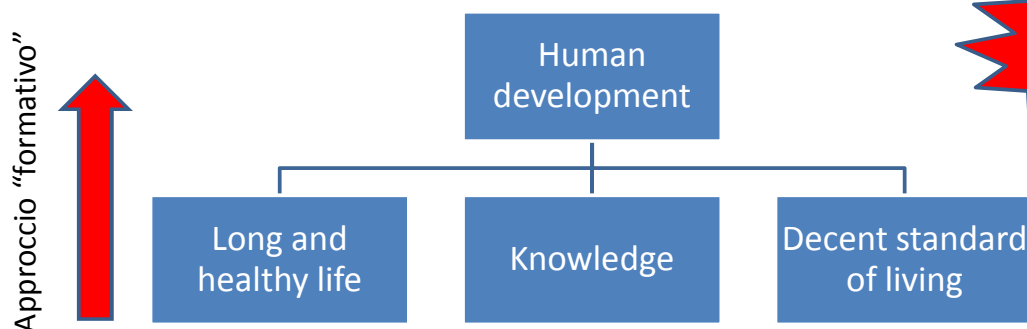 Approccio “formativo”
Human
development
Long and
healthy life
Knowledge
Decent standard
of living